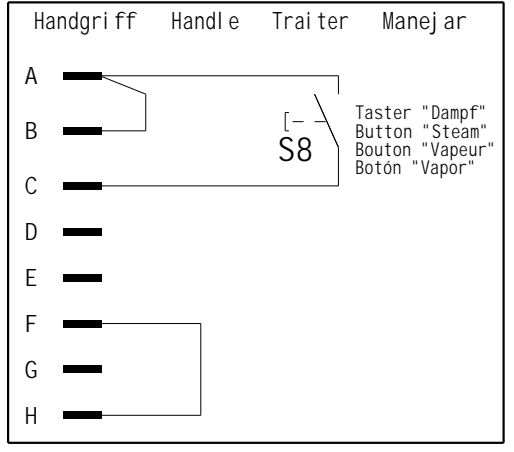 Handgriff Handle Traiter Manejar
A
B
C
D
E
F
G
H
S8
Taster "Dampf"
Button "Steam"
Bouton "Vapeur"
Botón "Vapor"